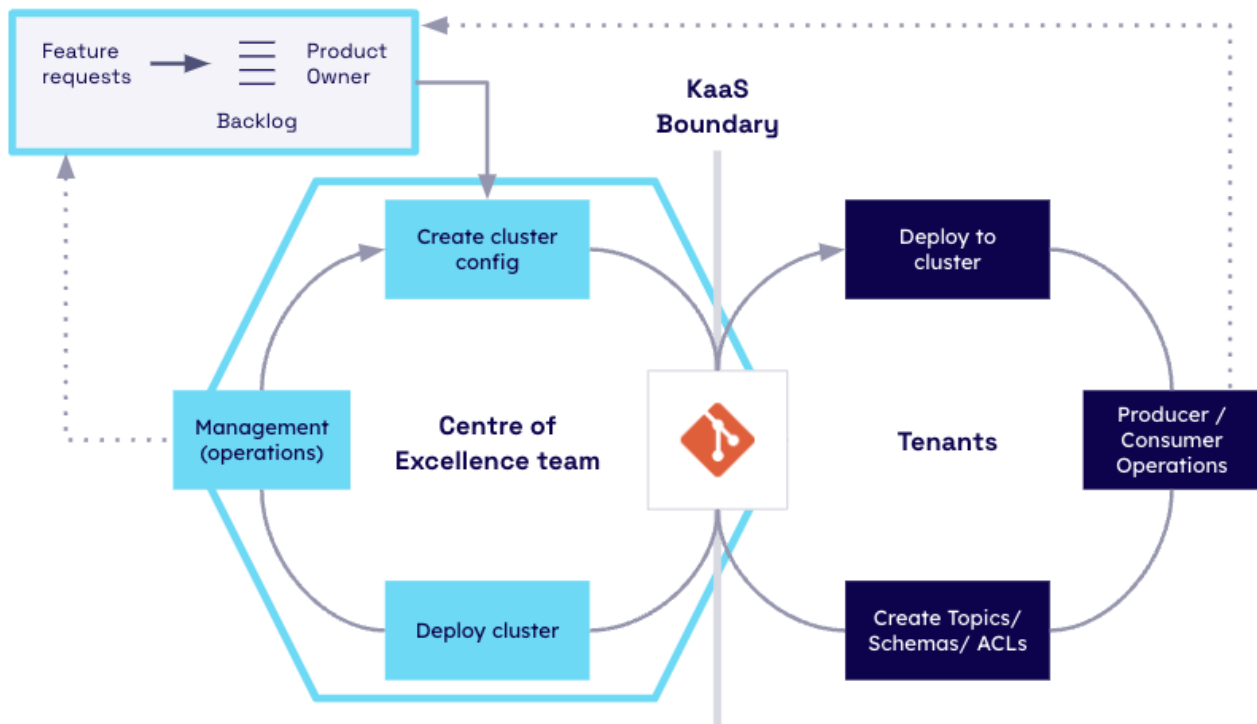 Feature
requests
Product
Owner
Backlog
KaaS
Boundary
Create cluster
config
Deploy to
cluster
Management
(operations)
Centre of
Excellence team
Tenants
Producer /
Consumer
Operations
Deploy cluster
Create Topics/
Schemas/ ACLs